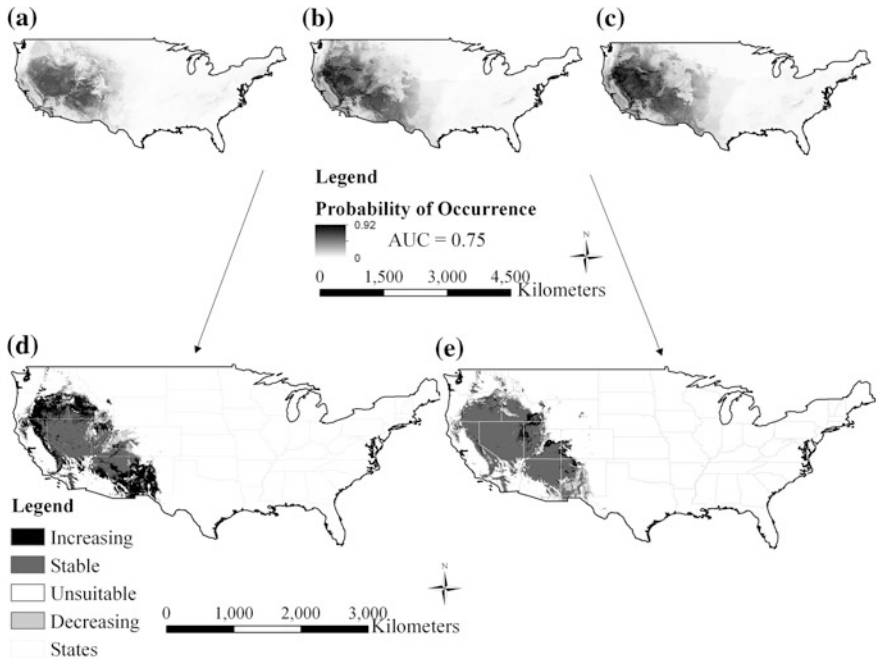 (a)
(b)
(c)
Legend
Probability of Occurrence
0.92
0
AUC = 0.75
N
0 1,500 3,000 4,500
Kilometers
(d)
(e)
Legend
Increasing
Stable
Unsuitable
Decreasing
States
N
0 1,000 2,000 3,000
Kilometers